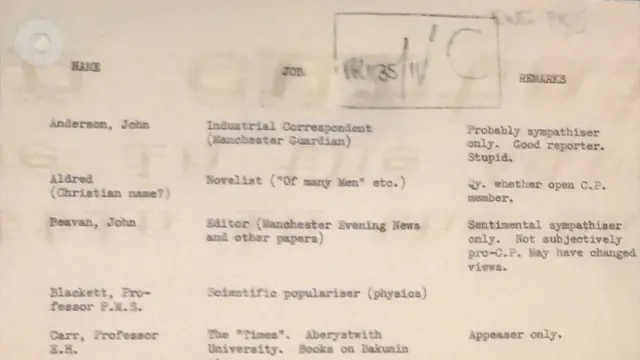 NAME JOB REMARKS
Anderson, John Industrial Correspondent Probably sympathiser
(Manchester Guardian) only. Good reporter.
Stupid.
Aldred Novelist ("Of many Men" etc.) Qy. whether open C.P.
(Christian name?) member.
Beavan, John Editor (Manchester Evening News Sentimental sympathiser
and other papers) only. Not subjectively
pro-C.P. May have changed
views.
Blackett, Pro- Scientific populariser (physics)
fessor P.M.S.
Carr, Professor The "Times". Aberystwith Appeaser only.
E.H. University. Books on Bakunin